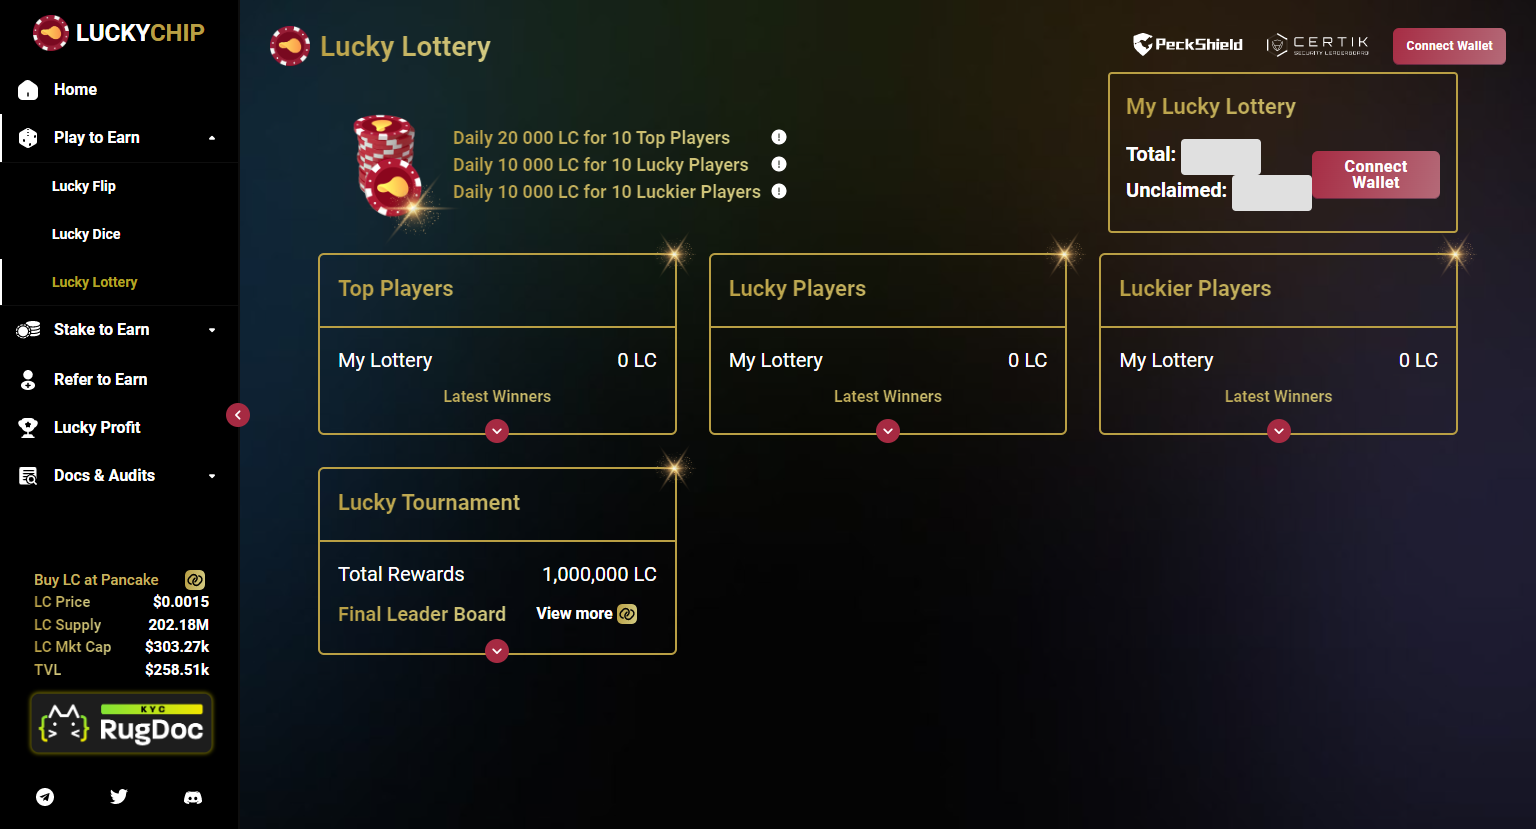 LUCKYCHIP
Home
Play to Earn
Lucky Flip
Lucky Dice
Lucky Lottery
Stake to Earn
Refer to Earn
Lucky Profit
Docs & Audits
Buy LC at Pancake
LC Price $0.0015
LC Supply 202.18M
LC Mkt Cap $303.27k
TVL $258.51k
KYC
RugDoc
Lucky Lottery
PeckShield
CERTIK
SECURITY LEADERBOARD
Connect Wallet
Daily 20 000 LC for 10 Top Players
Daily 10 000 LC for 10 Lucky Players
Daily 10 000 LC for 10 Luckier Players
My Lucky Lottery
Total:
Unclaimed:
Connect
Wallet
Top Players
My Lottery 0 LC
Latest Winners
Lucky Players
My Lottery 0 LC
Latest Winners
Luckier Players
My Lottery 0 LC
Latest Winners
Lucky Tournament
Total Rewards 1,000,000 LC
Final Leader Board View more